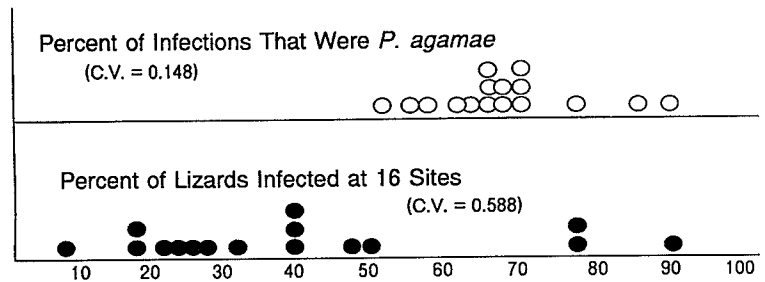 Percent of Infections That Were P. agamae
(C.V. = 0.148)
Percent of Lizards Infected at 16 Sites
(C.V. = 0.588)
10 20 30 40 50 60 70 80 90 100